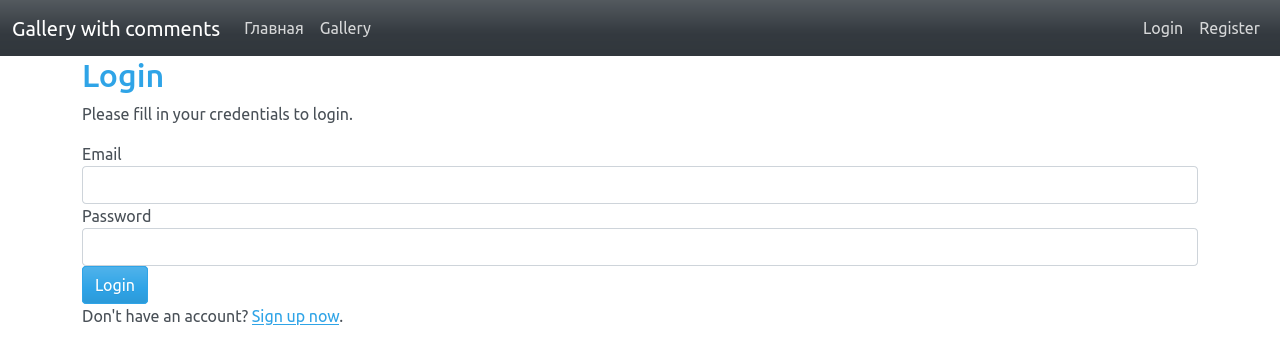 Gallery with comments Главная Gallery Login Register
Login
Please fill in your credentials to login.
Email
Password
Login
Don't have an account? Sign up now.